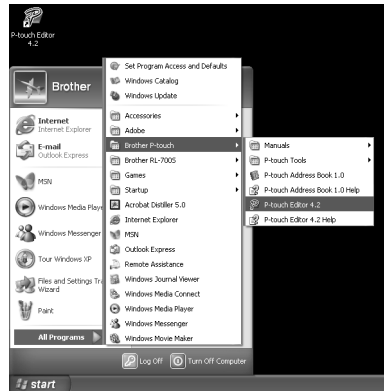 P-touch Editor
4.2
Brother
Internet
Internet Explorer
E-mail
Outlook Express
MSN
Windows Media Playe
Windows Messenger
Tour Windows XP
Files and Settings Tra
Wizard
Paint
All Programs
Set Program Access and Defaults
Windows Catalog
Windows Update
Accessories
Adobe
Brother P-touch
Brother RL-700S
Games
Startup
Acrobat Distiller 5.0
Internet Explorer
MSN
Outlook Express
Remote Assistance
Windows Journal Viewer
Windows Media Connect
Windows Media Player
Windows Messenger
Windows Movie Maker
Manuals
P-touch Tools
P-touch Address Book 1.0
P-touch Address Book 1.0 Help
P-touch Editor 4.2
P-touch Editor 4.2 Help
Log Off
Turn Off Computer
start